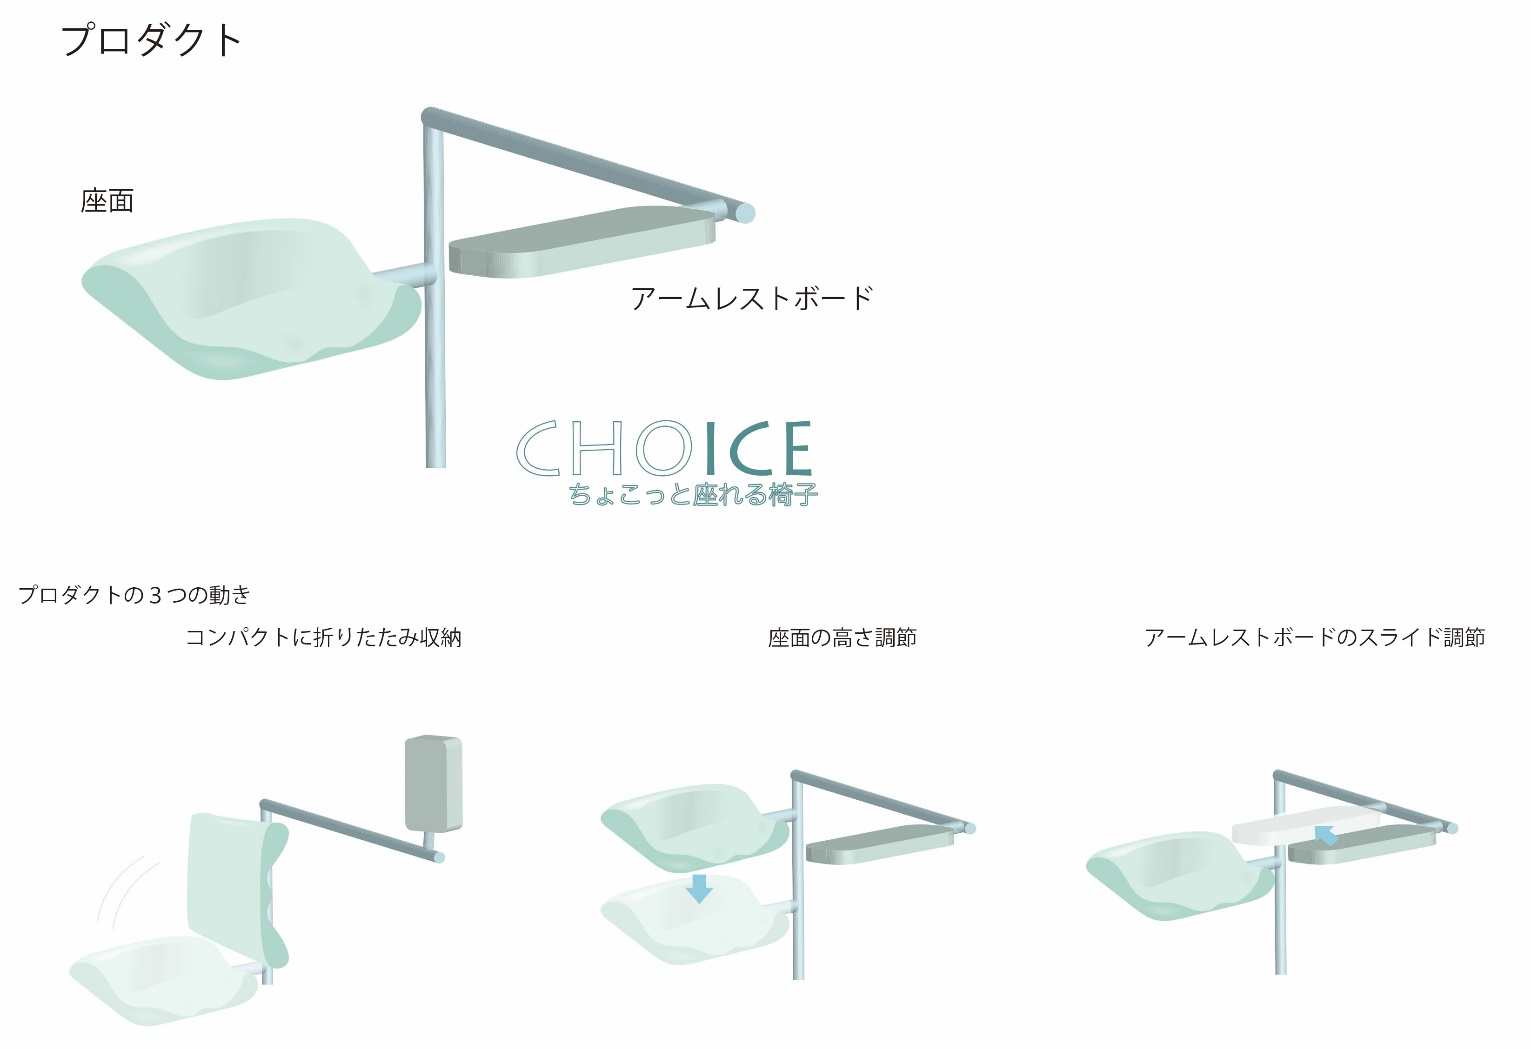 プロダクト
座面
アームレストボード
CHOICE
ちょこっと座れる椅子
プロダクトの３つの動き
コンパクトに折りたたみ収納
座面の高さ調節
アームレストボードのスライド調節